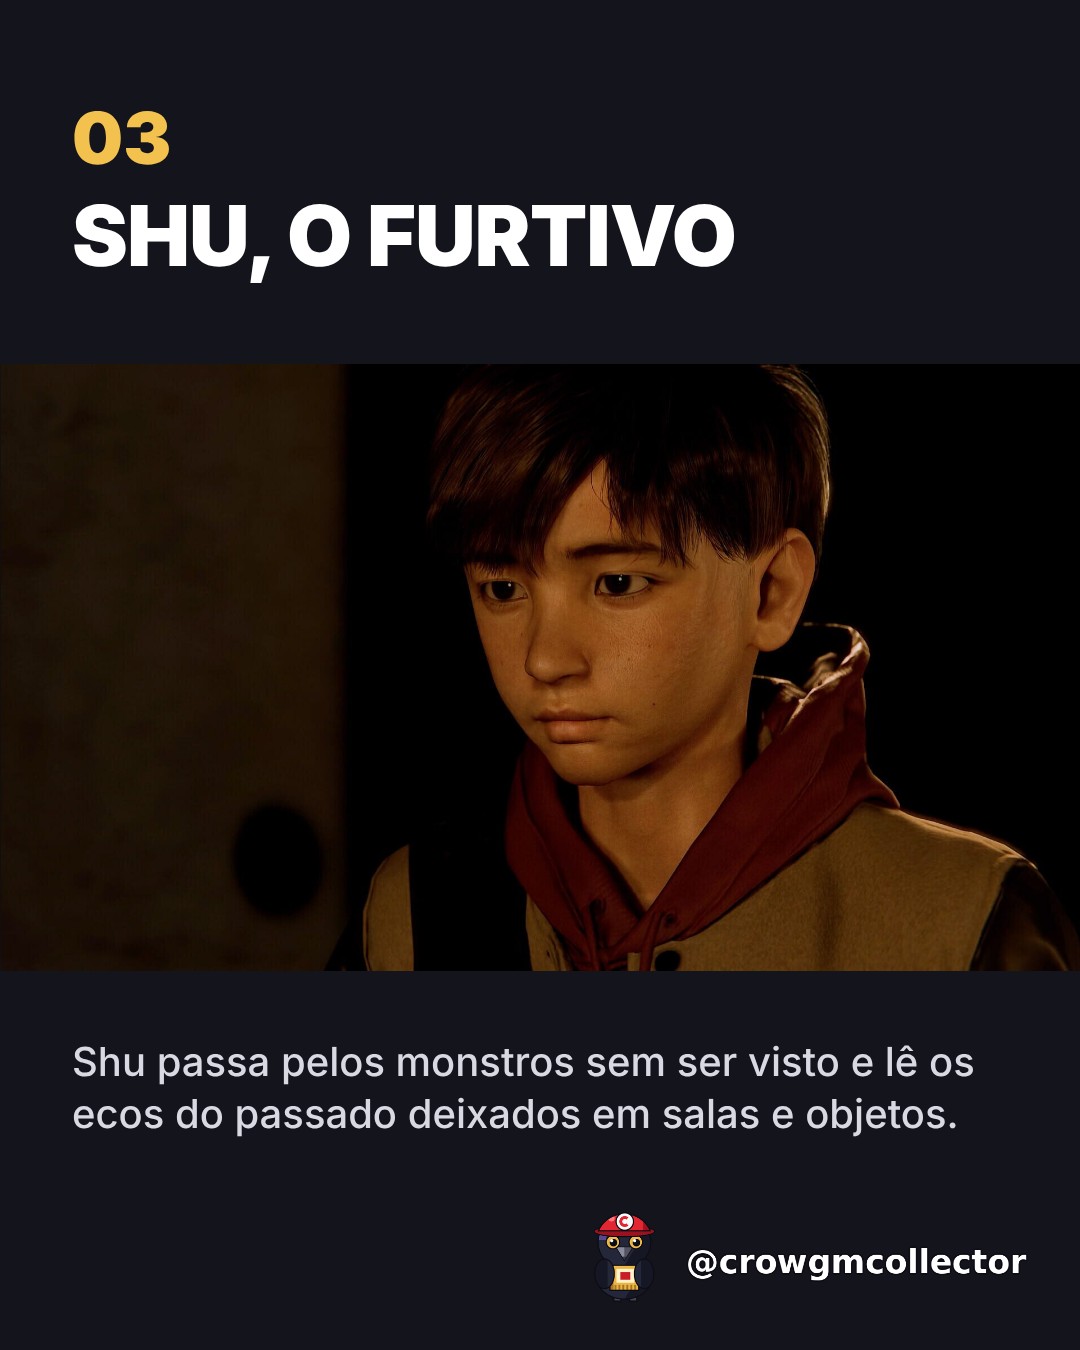 03
SHU, O FURTIVO
Shu passa pelos monstros sem ser visto e lê os
ecos do passado deixados em salas e objetos.
C
@crowgmcollector